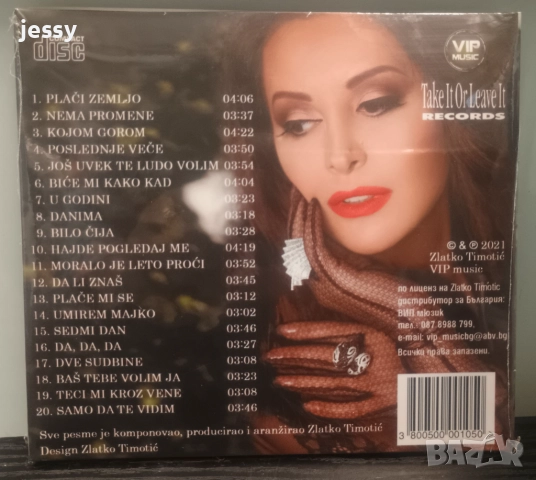 jessy
COMPACT
disc
VIP
MUSIC
Take It Or Leave It
RECORDS
1. PLAČI ZEMLJO 04:06
2. NEMA PROMENE 03:37
3. KOJOM GOROM 04:22
4. POSLEDNJE VEČE 03:50
5. JOŠ UVEK TE LUDO VOLIM 03:54
6. BIĆE MI KAKO KAD 04:04
7. U GODINI 03:23
8. DANIMA 03:18
9. BILO ČIJA 03:28
10. HAJDE POGLEDAJ ME 04:19
11. MORALO JE LETO PROĆI 03:52
12. DA LI ZNAŠ 03:45
13. PLAČE MI SE 03:12
14. UMIREM MAJKO 03:02
15. SEDMI DAN 03:46
16. DA, DA, DA 03:27
17. DVE SUDBINE 03:08
18. BAŠ TEBE VOLIM JA 03:23
19. TECI MI KROZ VENE 03:08
20. SAMO DA TE VIDIM 03:46
© & ℗ 2021
Zlatko Timotić
VIP music
по лиценз на Zlatko Timotic
дистрибутор за България:
ВИП мюзик
тел.: 087 8988 799,
e-mail: vip_musicbg@abv.bg
Всички права запазени.
Sve pesme je komponovao, producirao i aranžirao Zlatko Timotić
Design Zlatko Timotić
3 800500 001050
BAZAR